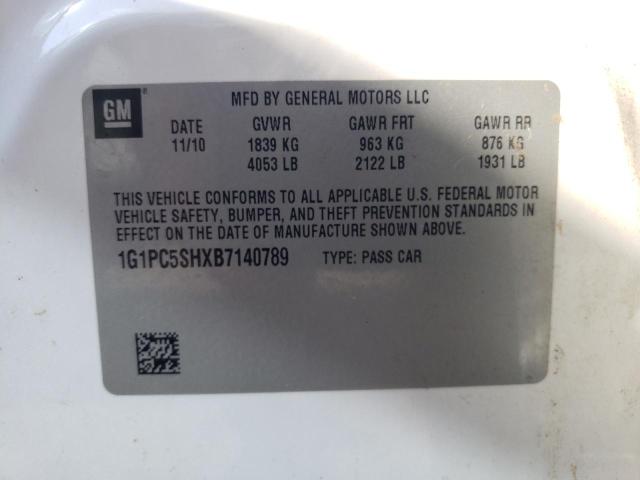 GM
MFD BY GENERAL MOTORS LLC
DATE GVWR GAWR FRT GAWR RR
11/10 1839 KG 963 KG 876 KG
4053 LB 2122 LB 1931 LB
THIS VEHICLE CONFORMS TO ALL APPLICABLE U.S. FEDERAL MOTOR
VEHICLE SAFETY, BUMPER, AND THEFT PREVENTION STANDARDS IN
EFFECT ON THE DATE OF MANUFACTURE SHOWN ABOVE.
1G1PC5SHXB7140789 TYPE: PASS CAR